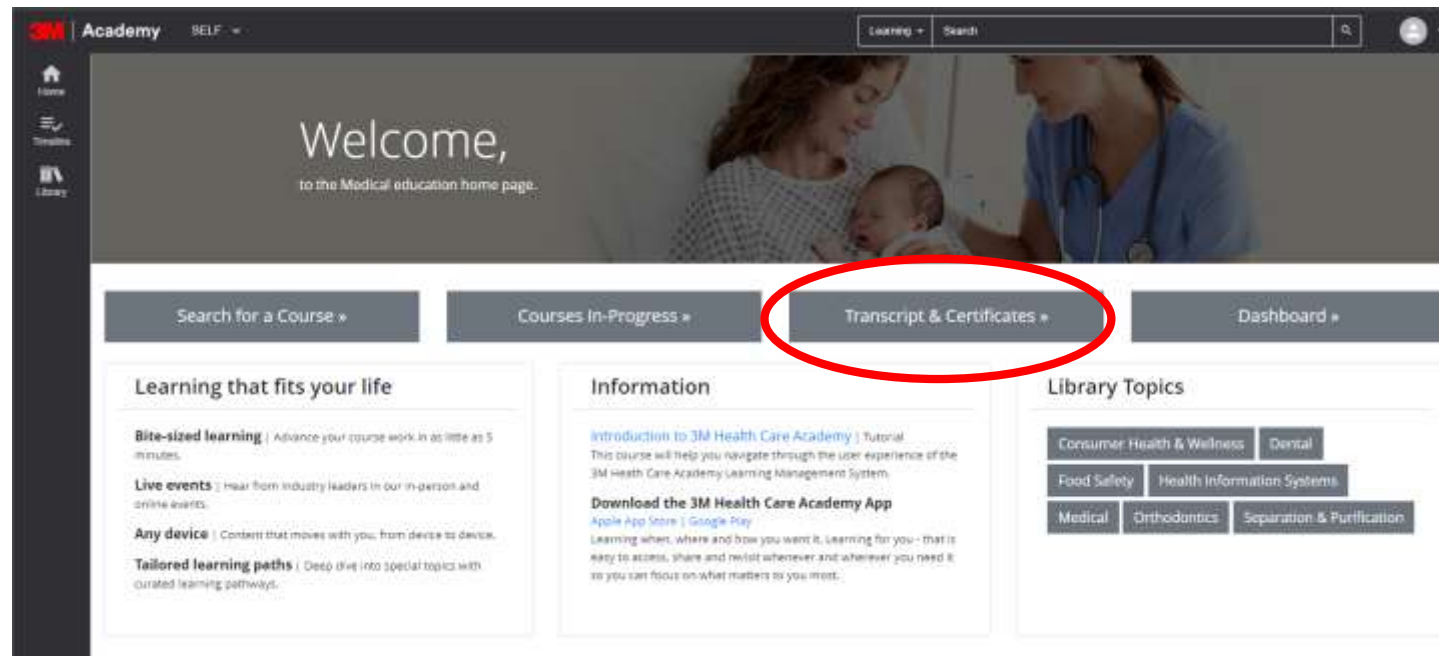 3M | Academy SELF
Learning Search
Home
Timeline
Library
Welcome,
to the Medical education home page.
Search for a Course »
Courses In-Progress »
Transcript & Certificates »
Dashboard »
Learning that fits your life
Bite-sized learning | Advance your course work in as little as 5
minutes.
Live events | Hear from industry leaders in our in-person and
online events.
Any device | Content that moves with you, from device to device.
Tailored learning paths | Deep dive into special topics with
curated learning pathways.
Information
Introduction to 3M Health Care Academy | Tutorial
This course will help you navigate through the user experience of the
3M Heath Care Academy Learning Management System.
Download the 3M Health Care Academy App
Apple App Store | Google Play
Learning when, where and how you want it. Learning for you - that is
easy to access, share and revisit whenever and wherever you need it
so you can focus on what matters to you most.
Library Topics
Consumer Health & Wellness Dental
Food Safety Health Information Systems
Medical Orthodontics Separation & Purification